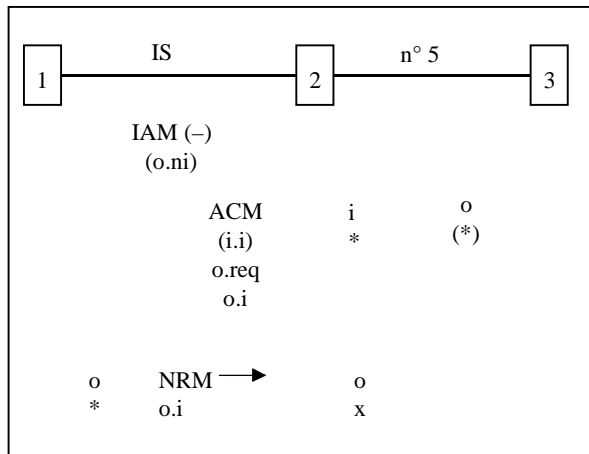 IS n° 5
1 2 3
IAM (–)
(o.ni)
ACM i o
(i.i) * (*)
o.req
o.i
o NRM o
* o.i x